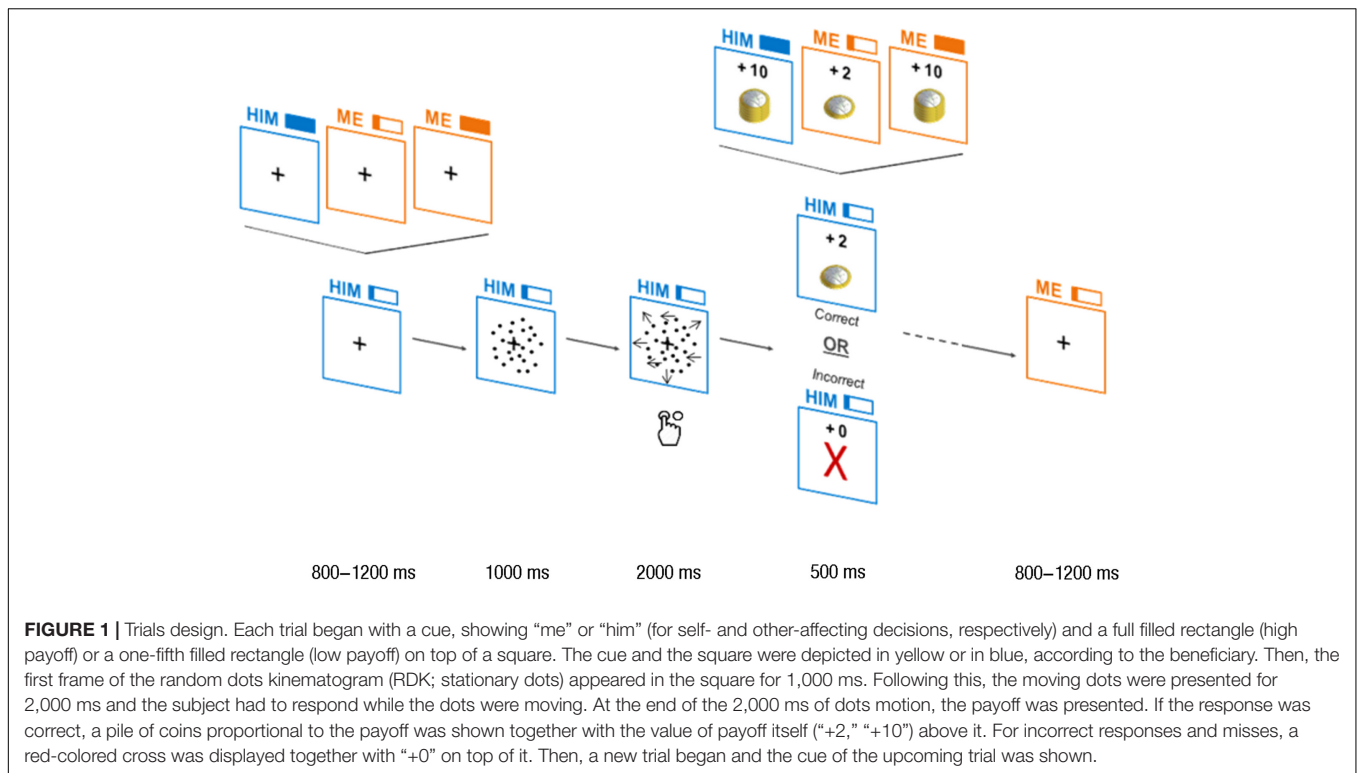 HIM ME ME
+10 +2 +10
HIM ME ME
+ + +
HIM
+2
HIM HIM HIM ME
+ + + +
Correct
OR
Incorrect
HIM
+0
X
800–1200 ms 1000 ms 2000 ms 500 ms 800–1200 ms
FIGURE 1 | Trials design. Each trial began with a cue, showing “me” or “him” (for self- and other-affecting decisions, respectively) and a full filled rectangle (high
payoff) or a one-fifth filled rectangle (low payoff) on top of a square. The cue and the square were depicted in yellow or in blue, according to the beneficiary. Then, the
first frame of the random dots kinematogram (RDK; stationary dots) appeared in the square for 1,000 ms. Following this, the moving dots were presented for
2,000 ms and the subject had to respond while the dots were moving. At the end of the 2,000 ms of dots motion, the payoff was presented. If the response was
correct, a pile of coins proportional to the payoff was shown together with the value of payoff itself (“+2,” “+10”) above it. For incorrect responses and misses, a
red-colored cross was displayed together with “+0” on top of it. Then, a new trial began and the cue of the upcoming trial was shown.